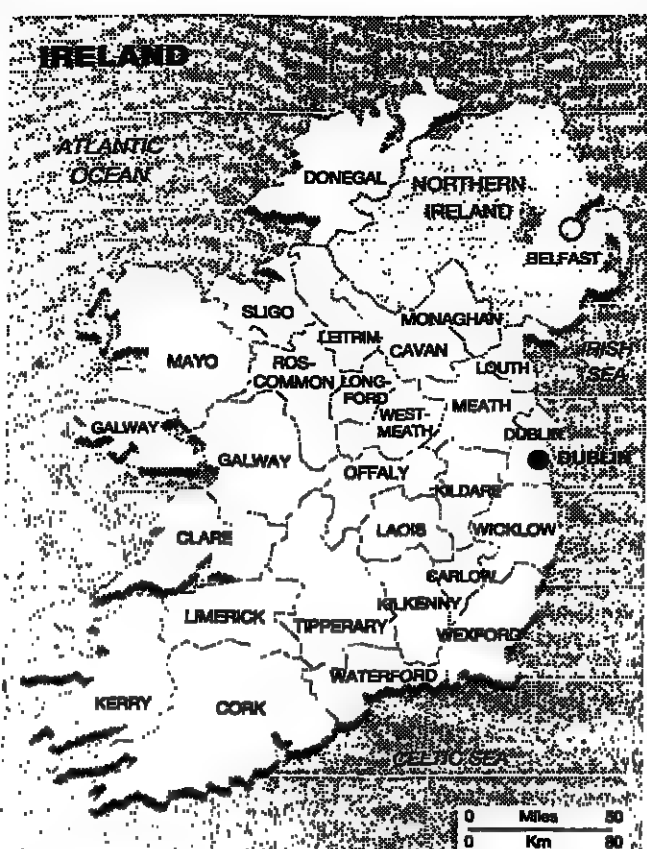 IRELAND
ATLANTIC
OCEAN
DONEGAL
NORTHERN
IRELAND
BELFAST
SLIGO
MONAGHAN
LEITRIM
CAVAN
IRISH
SEA
MAYO
ROS-
COMMON
LONG-
FORD
LOUTH
WEST-
MEATH
MEATH
GALWAY
GALWAY
DUBLIN
DUBLIN
OFFALY
KILDARE
CLARE
LAOIS
WICKLOW
CARLOW
LIMERICK
TIPPERARY
KILKENNY
WEXFORD
WATERFORD
KERRY
CORK
CELTIC SEA
0 Miles 50
0 Km 80